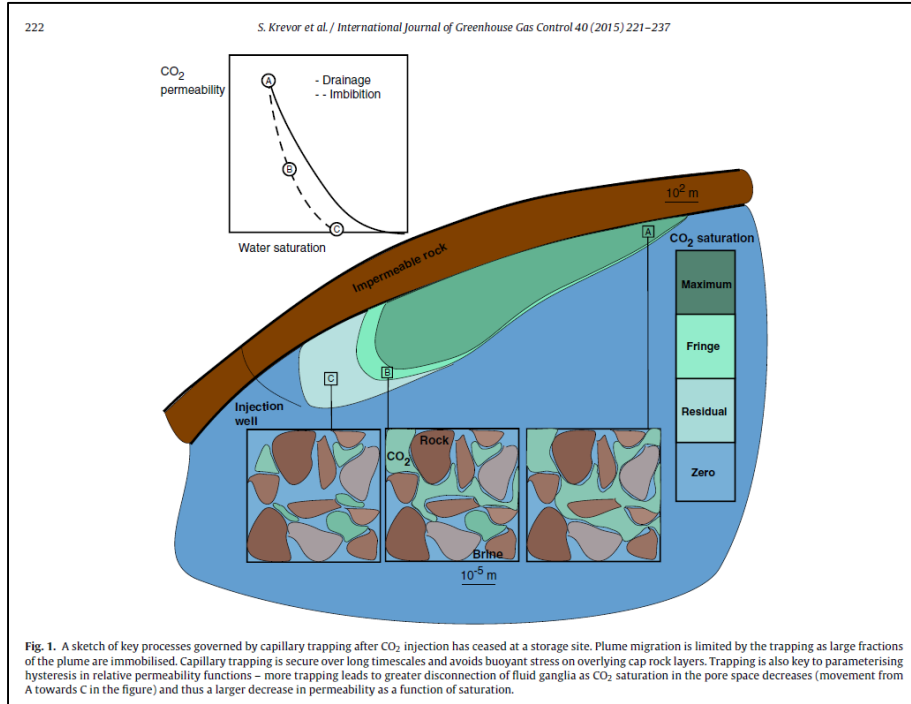 222
S. Krevor et al. / International Journal of Greenhouse Gas Control 40 (2015) 221–237
CO2
permeability
A
- Drainage
- - Imbibition
B
C
Water saturation
10² m
Impermeable rock
A
CO2 saturation
Maximum
Fringe
Residual
Zero
B
C
Injection
well
Rock
CO2
Brine
10⁻⁵ m
Fig. 1. A sketch of key processes governed by capillary trapping after CO2 injection has ceased at a storage site. Plume migration is limited by the trapping as large fractions
of the plume are immobilised. Capillary trapping is secure over long timescales and avoids buoyant stress on overlying cap rock layers. Trapping is also key to parameterising
hysteresis in relative permeability functions – more trapping leads to greater disconnection of fluid ganglia as CO2 saturation in the pore space decreases (movement from
A towards C in the figure) and thus a larger decrease in permeability as a function of saturation.